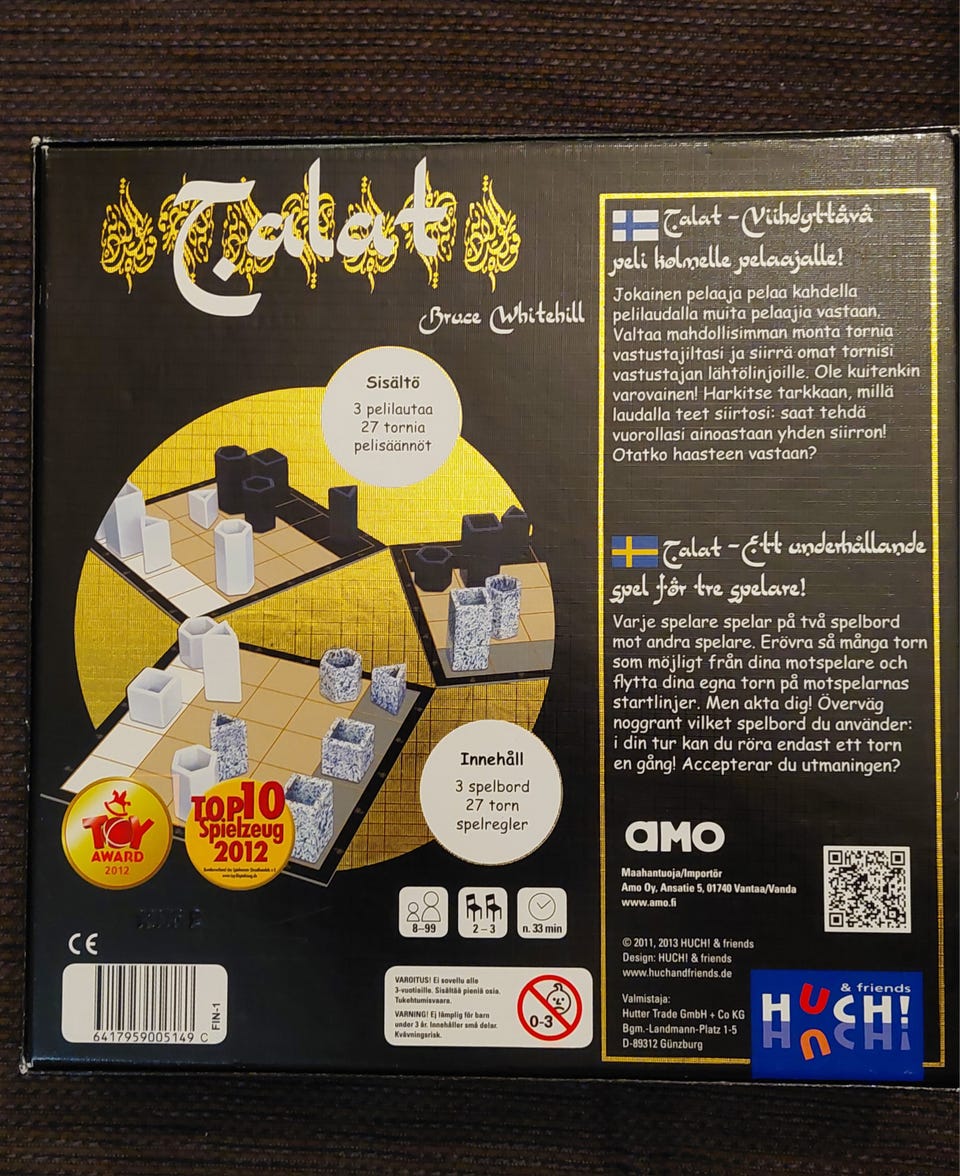 Talat
Bruce Whitehill
Sisältö
3 pelilautaa
27 tornia
pelisäännöt
Innehåll
3 spelbord
27 torn
spelregler
TOY
AWARD
2012
TOP10
Spielzeug
2012
8–99
2–3
n. 33 min
CE
6417959005149 C
FIN-1
VAROITUS! Ei sovellu alle
3-vuotiaille. Sisältää pieniä osia.
Tukehtumisvaara.
VARNING! Ej lämplig för barn
under 3 år. Innehåller små delar.
Kvävningsrisk.
0-3
Talat – Viihdyttävä
peli kolmelle pelaajalle!
Jokainen pelaaja pelaa kahdella
pelilaudalla muita pelaajia vastaan.
Valtaa mahdollisimman monta tornia
vastustajiltasi ja siirrä omat tornisi
vastustajan lähtölinjoille. Ole kuitenkin
varovainen! Harkitse tarkkaan, millä
laudalla teet siirtosi: saat tehdä
vuorollasi ainoastaan yhden siirron!
Otatko haasteen vastaan?
Talat – Ett underhållande
spel för tre spelare!
Varje spelare spelar på två spelbord
mot andra spelare. Erövra så många torn
som möjligt från dina motspelare och
flytta dina egna torn på motspelarnas
startlinjer. Men akta dig! Överväg
noggrant vilket spelbord du använder:
i din tur kan du röra endast ett torn
en gång! Accepterar du utmaningen?
amo
Maahantuoja/Importör
Amo Oy, Ansatie 5, 01740 Vantaa/Vanda
www.amo.fi
© 2011, 2013 HUCH! & friends
Design: HUCH! & friends
www.huchandfriends.de
Valmistaja:
Hutter Trade GmbH + Co KG
Bgm.-Landmann-Platz 1-5
D-89312 Günzburg
& friends
HUCH!